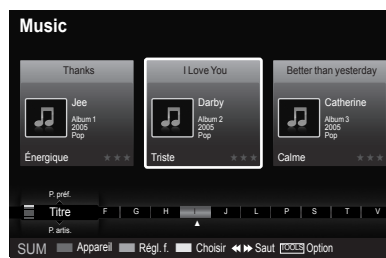 Music
Thanks
Jee
Album 1
2005
Pop
Énergique
I Love You
Darby
Album 2
2005
Pop
Triste
Better than yesterday
Catherine
Album 3
2005
Pop
Calme
P. préf.
Titre F G H I J L P S T V
P. artis.
SUM Appareil Régl. f. Choisir Saut TOOLS Option